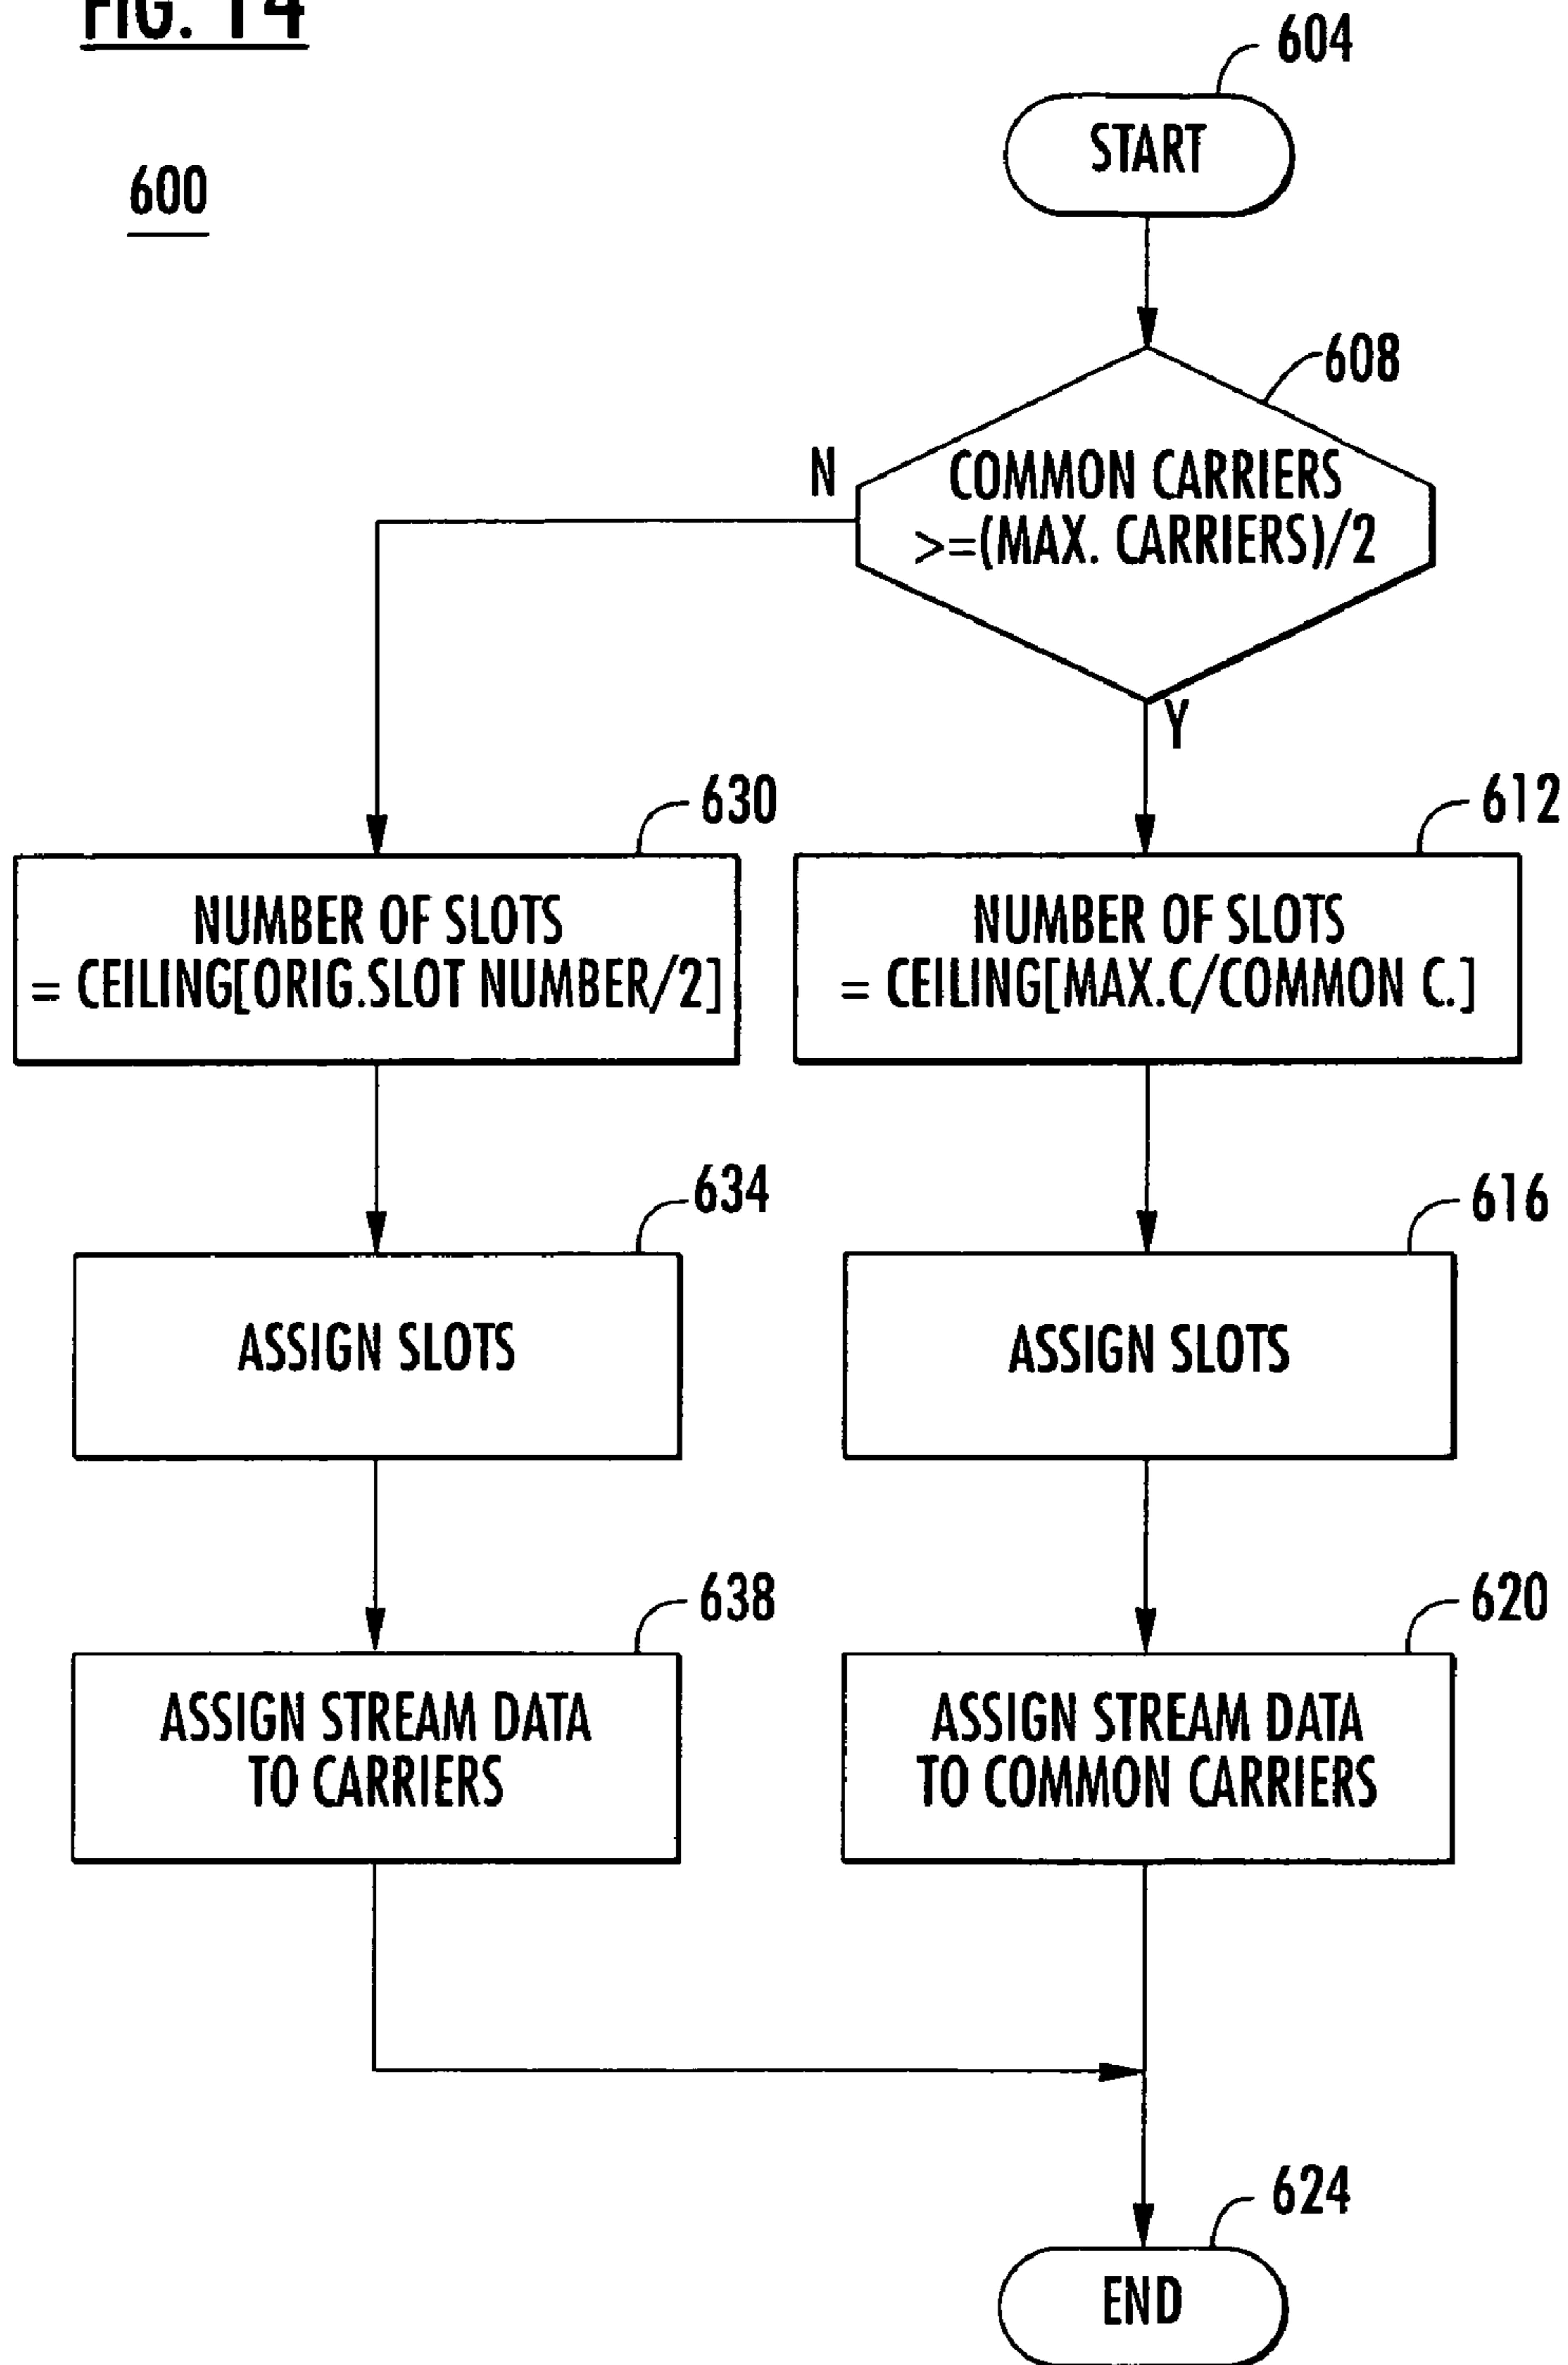 FIG. 14
604
START
600
608
N
COMMON CARRIERS
>=(MAX. CARRIERS)/2
Y
630
NUMBER OF SLOTS
= CEILING[ORIG.SLOT NUMBER/2]
612
NUMBER OF SLOTS
= CEILING[MAX.C/COMMON C.]
634
ASSIGN SLOTS
616
ASSIGN SLOTS
638
ASSIGN STREAM DATA
TO CARRIERS
620
ASSIGN STREAM DATA
TO COMMON CARRIERS
624
END